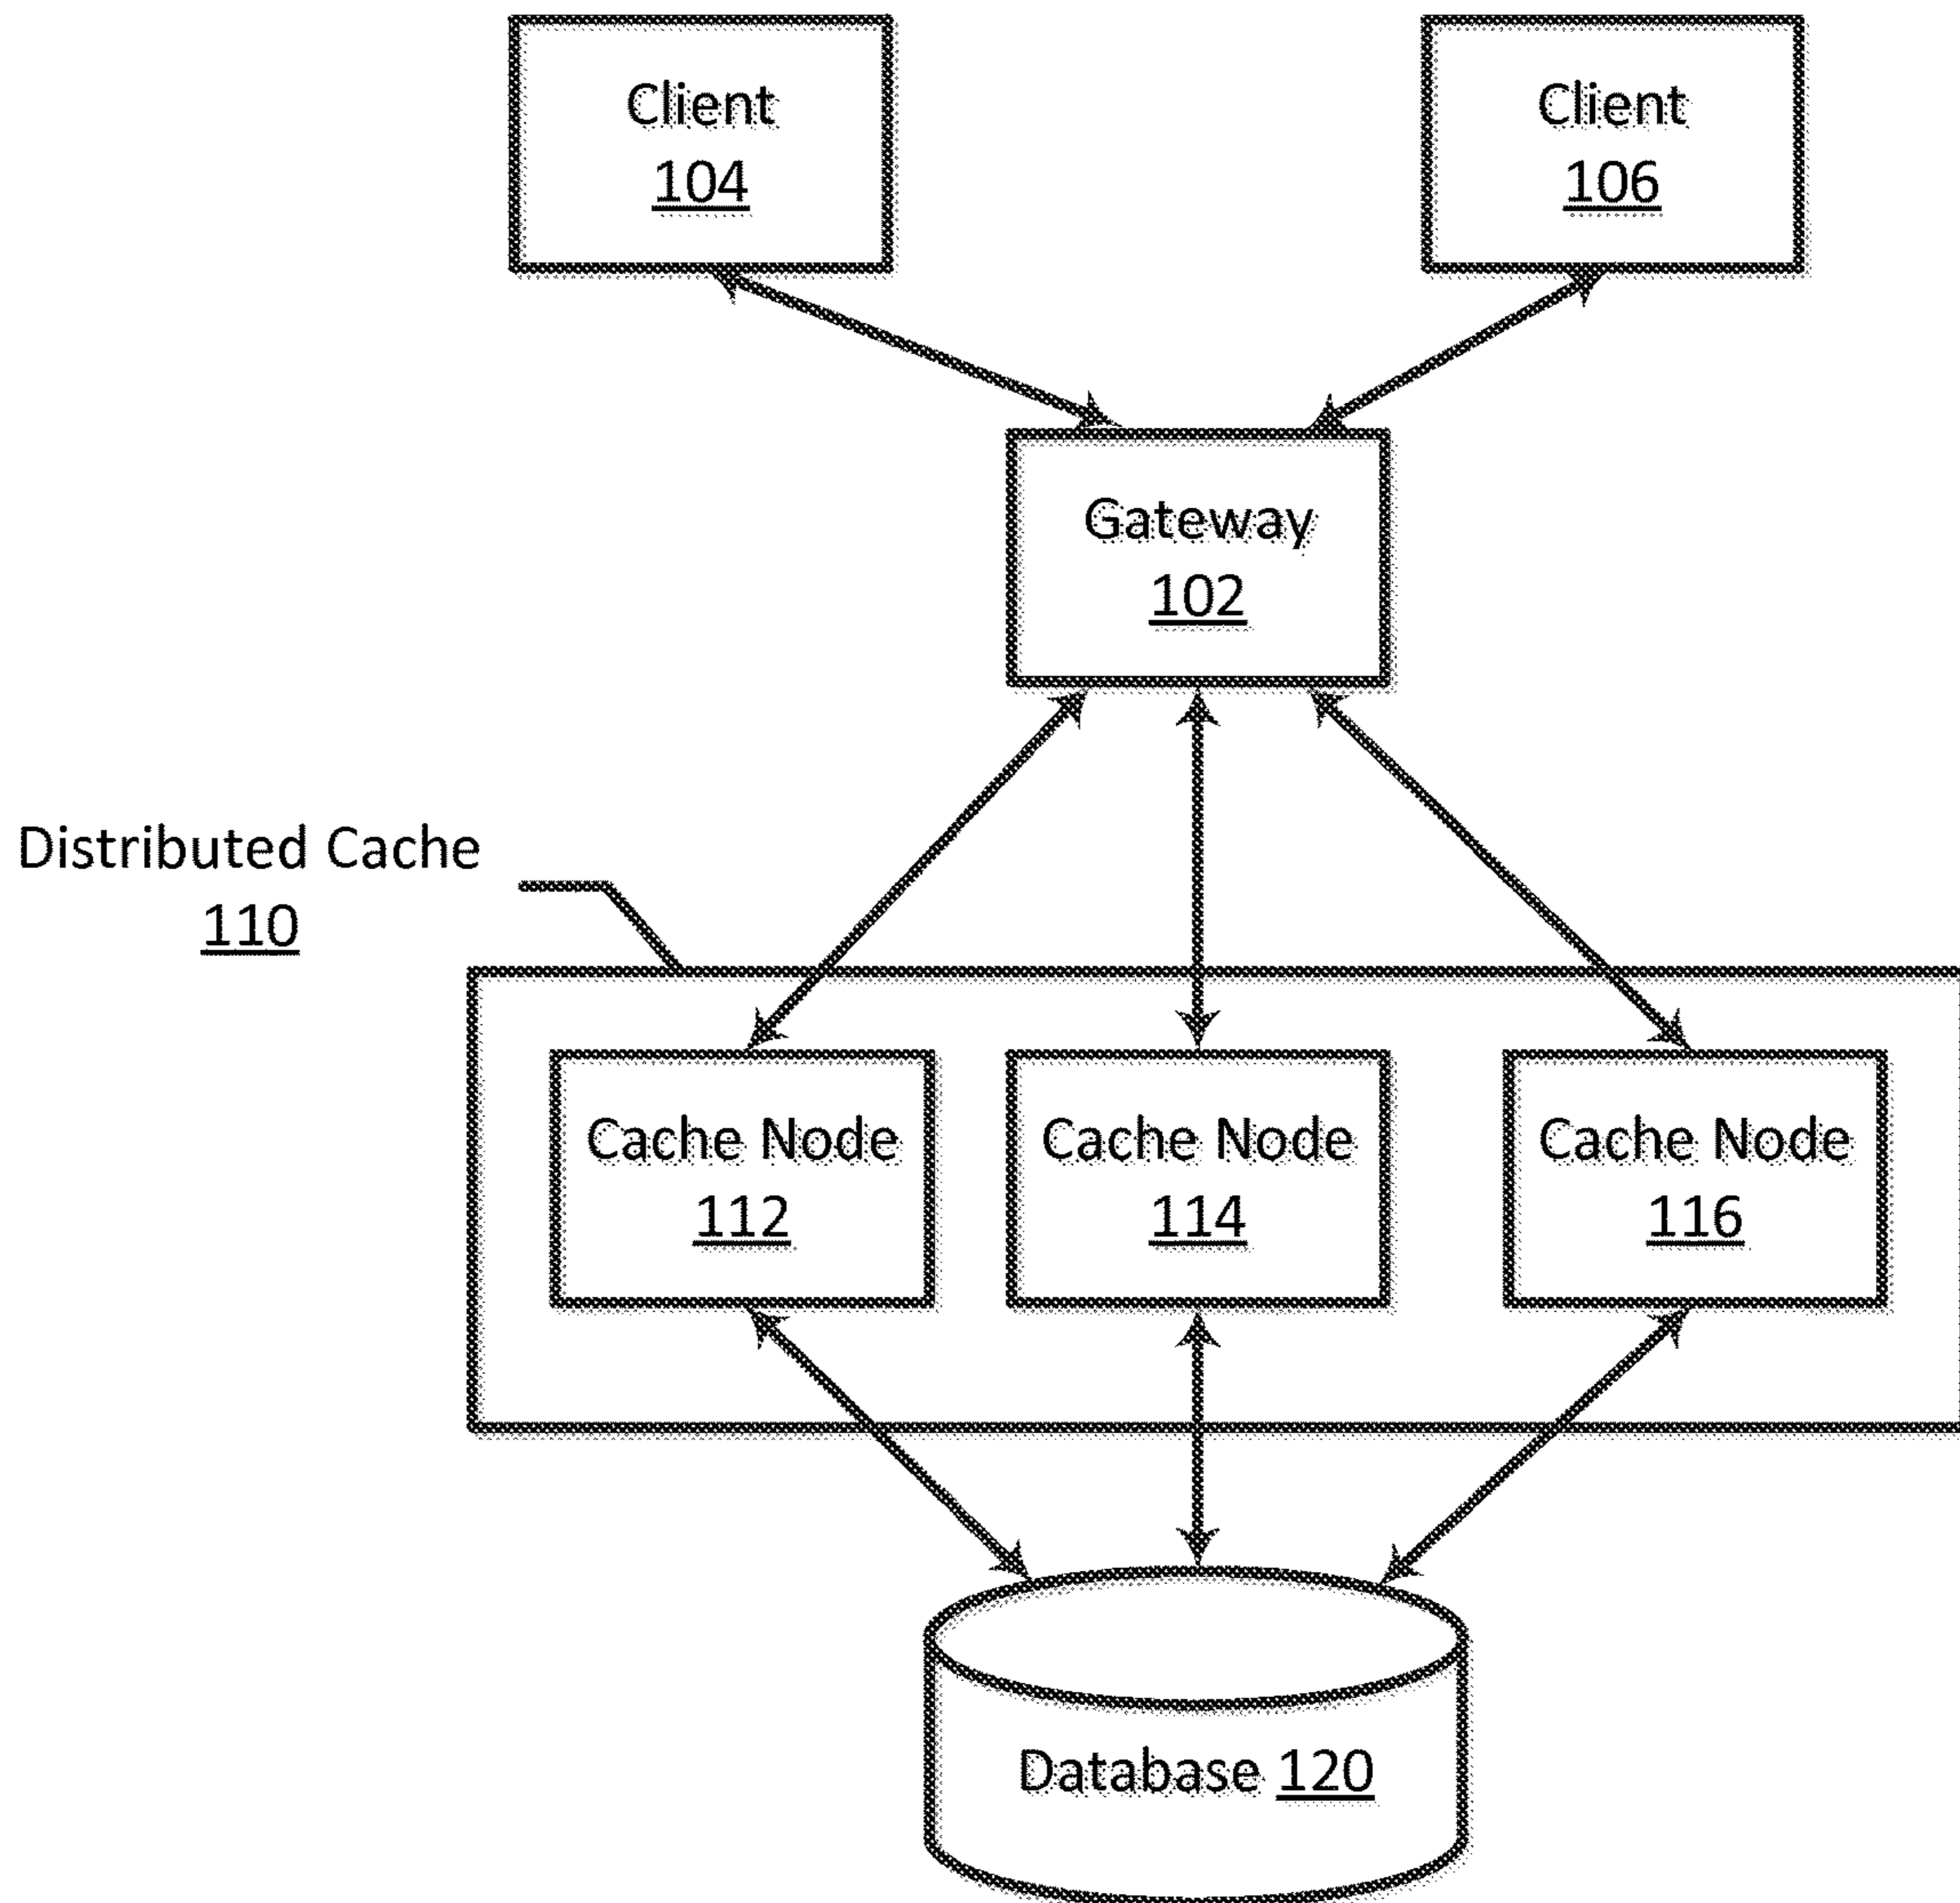 Client
104
Client
106
Gateway
102
Distributed Cache
110
Cache Node
112
Cache Node
114
Cache Node
116
Database 120